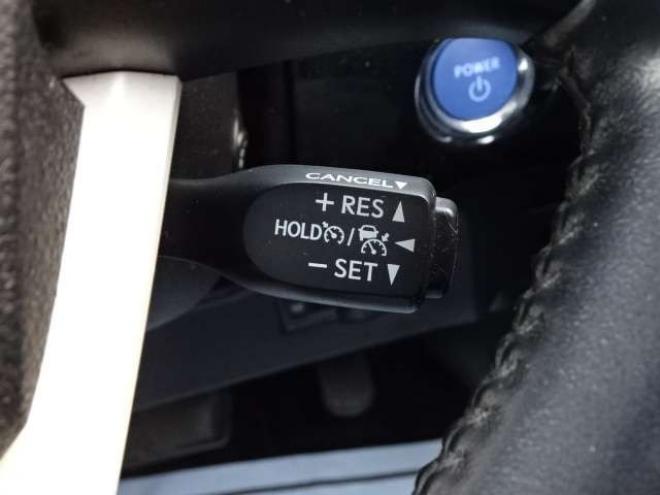 POWER
CANCEL▼
+ RES ▲
HOLD / ◀
− SET ▼